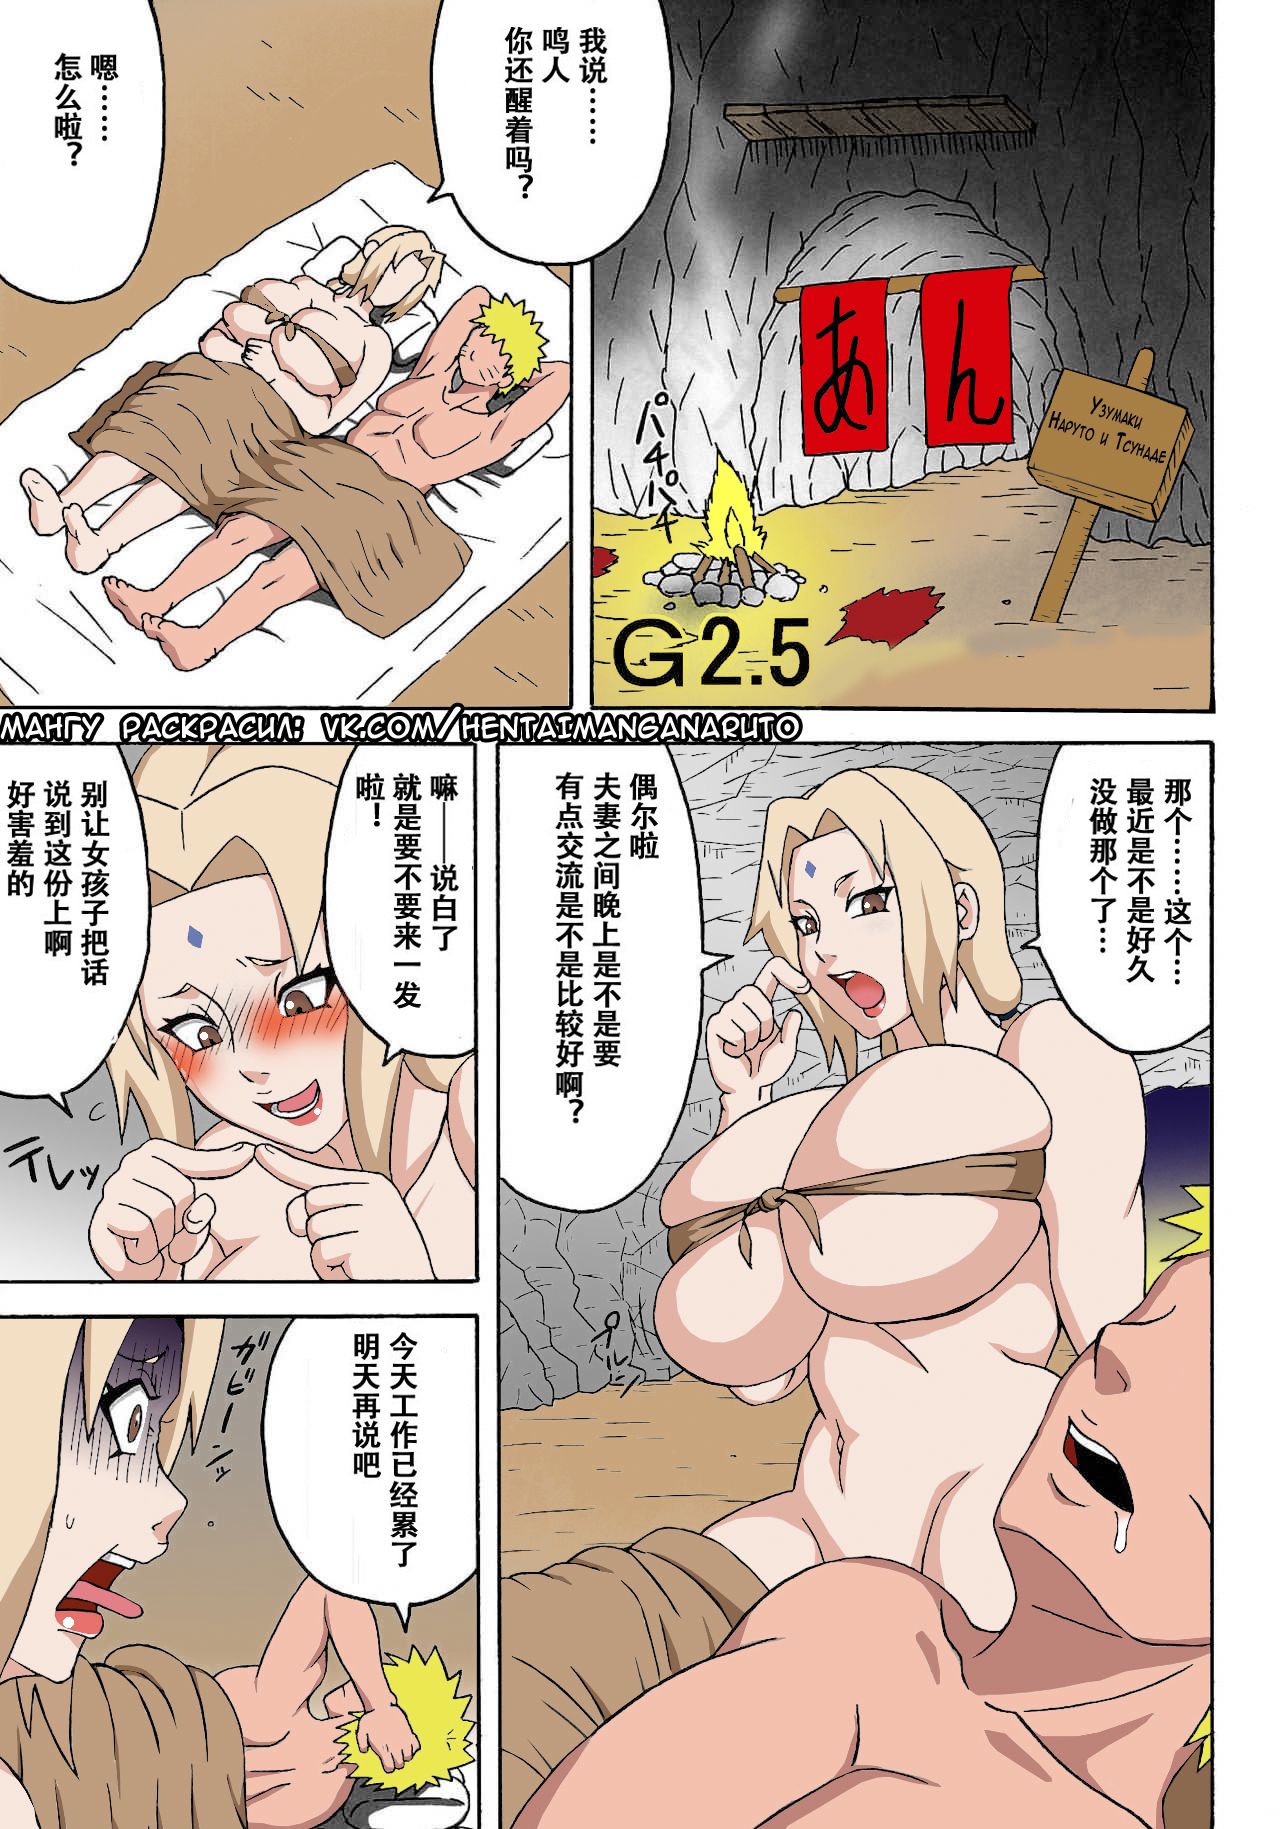 我说……
鸣人
你还醒着吗？
嗯……
怎么啦？
あん
Узумаки
Наруто и Тсунаде
パチパチ
G2.5
мангу раскрасил: vk.com/hentaimanganaruto
那个……这个…
最近是不是好久
没做那个了…
偶尔啦
夫妻之间晚上是不是要
有点交流是不是比较好啊？
嘛——说白了
就是要不要来一发
啦！
别让女孩子把话
说到这份上啊
好害羞的
テレッ
今天工作已经累了
明天再说吧
ガビーン